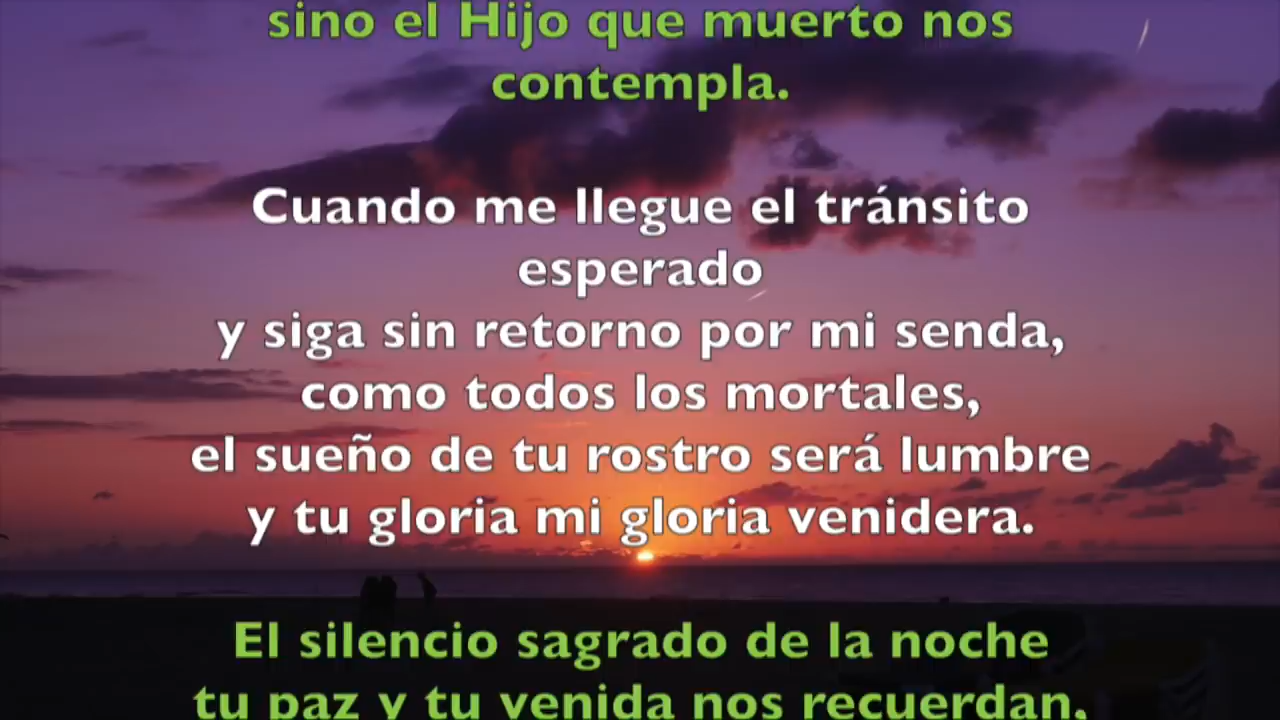 sino el Hijo que muerto nos
contempla.
Cuando me llegue el tránsito
esperado
y siga sin retorno por mi senda,
como todos los mortales,
el sueño de tu rostro será lumbre
y tu gloria mi gloria venidera.
El silencio sagrado de la noche
tu paz y tu venida nos recuerdan,